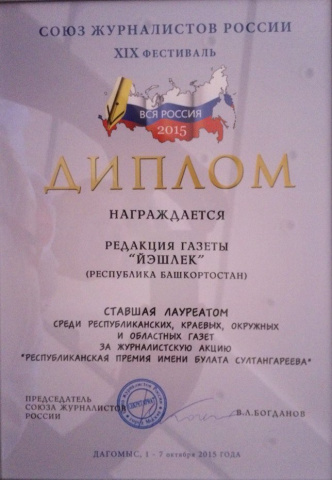 СОЮЗ ЖУРНАЛИСТОВ РОССИИ
XIX ФЕСТИВАЛЬ
ВСЯ РОССИЯ
2015
ДИПЛОМ
НАГРАЖДАЕТСЯ
РЕДАКЦИЯ ГАЗЕТЫ
"ЙЭШЛЕК"
(РЕСПУБЛИКА БАШКОРТОСТАН)
СТАВШАЯ ЛАУРЕАТОМ
СРЕДИ РЕСПУБЛИКАНСКИХ, КРАЕВЫХ, ОКРУЖНЫХ
И ОБЛАСТНЫХ ГАЗЕТ
ЗА ЖУРНАЛИСТСКУЮ АКЦИЮ
"РЕСПУБЛИКАНСКАЯ ПРЕМИЯ ИМЕНИ БУЛАТА СУЛТАНГАРЕЕВА"
ПРЕДСЕДАТЕЛЬ
СОЮЗА ЖУРНАЛИСТОВ
РОССИИ
В.Л.БОГДАНОВ
ДАГОМЫС, 1 - 7 октября 2015 ГОДА